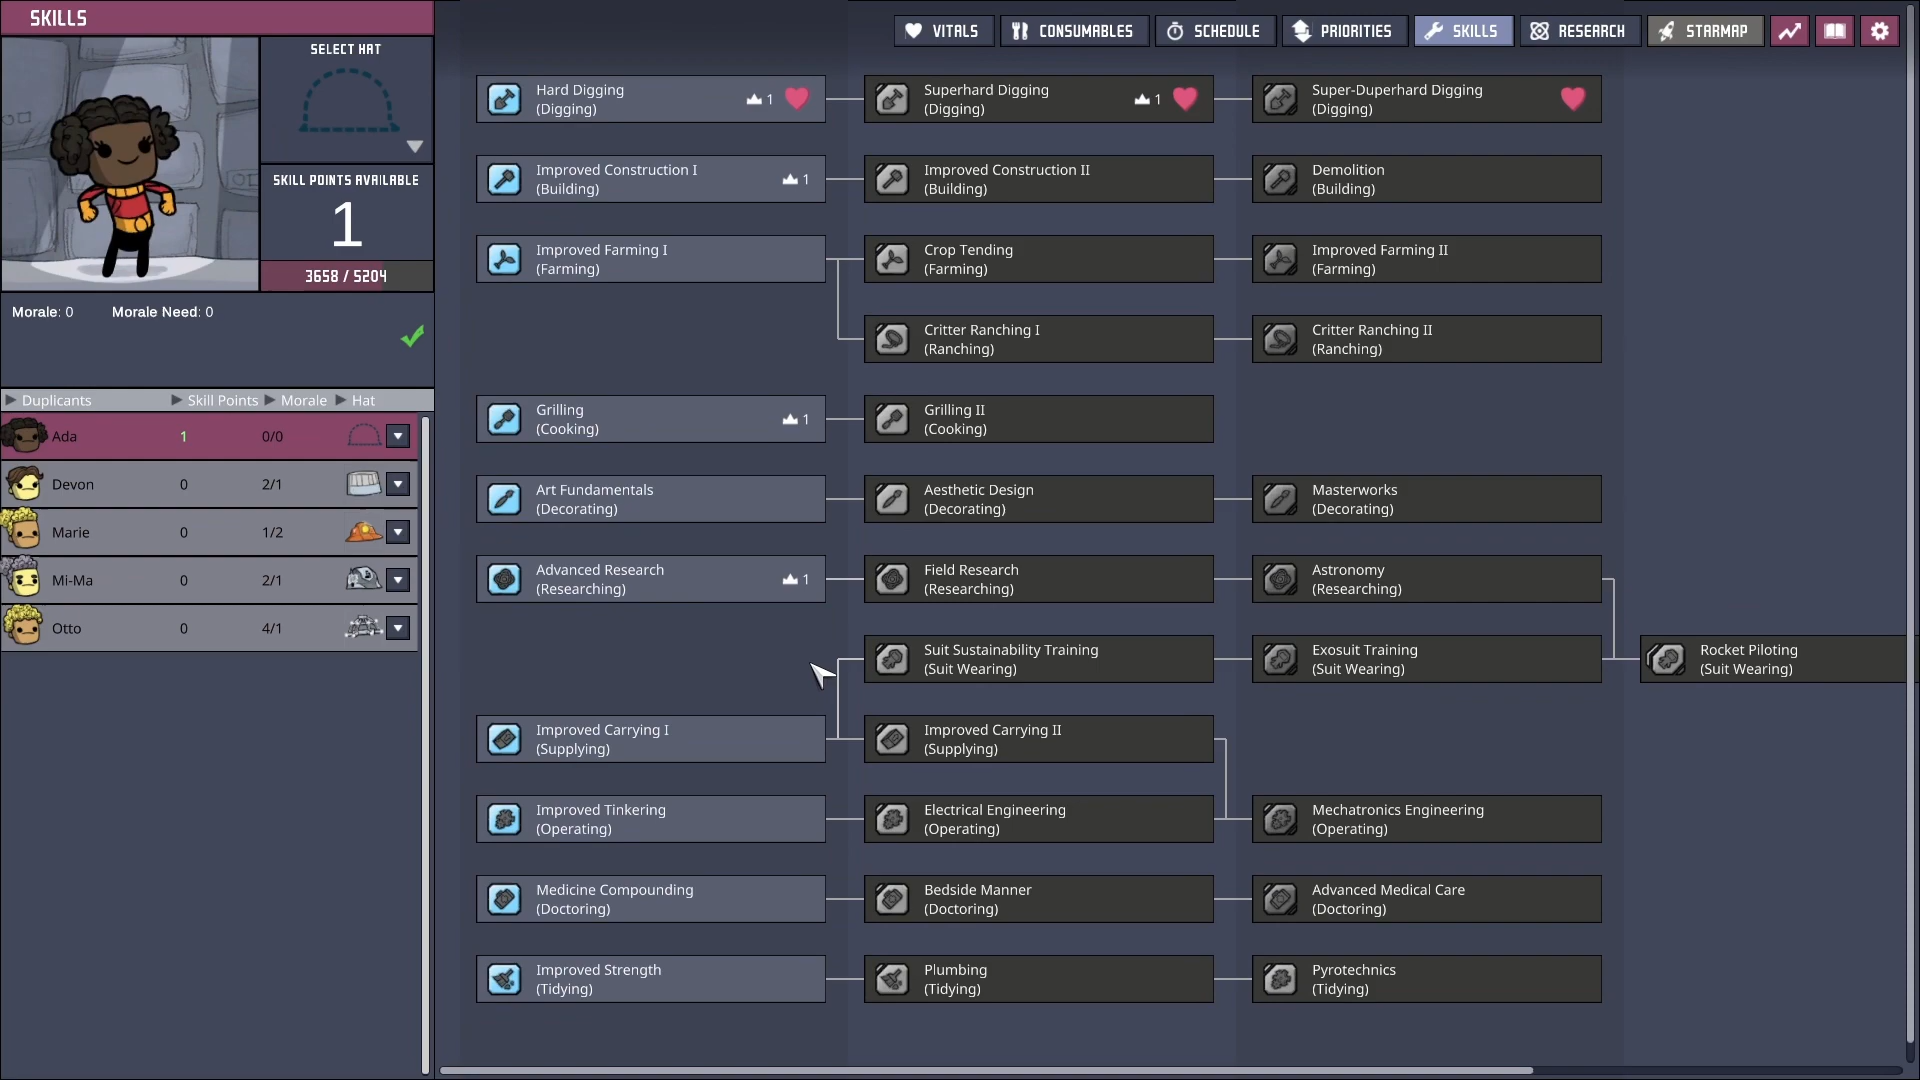 SKILLS
VITALS
CONSUMABLES
SCHEDULE
PRIORITIES
SKILLS
RESEARCH
STARMAP
SELECT HAT
SKILL POINTS AVAILABLE
1
3658 / 5204
Morale: 0 Morale Need: 0
Duplicants Skill Points Morale Hat
Ada 1 0/0
Devon 0 2/1
Marie 0 1/2
Mi-Ma 0 2/1
Otto 0 4/1
Hard Digging
(Digging)
1
Superhard Digging
(Digging)
1
Super-Duperhard Digging
(Digging)
Improved Construction I
(Building)
1
Improved Construction II
(Building)
Demolition
(Building)
Improved Farming I
(Farming)
Crop Tending
(Farming)
Improved Farming II
(Farming)
Critter Ranching I
(Ranching)
Critter Ranching II
(Ranching)
Grilling
(Cooking)
1
Grilling II
(Cooking)
Art Fundamentals
(Decorating)
Aesthetic Design
(Decorating)
Masterworks
(Decorating)
Advanced Research
(Researching)
1
Field Research
(Researching)
Astronomy
(Researching)
Suit Sustainability Training
(Suit Wearing)
Exosuit Training
(Suit Wearing)
Rocket Piloting
(Suit Wearing)
Improved Carrying I
(Supplying)
Improved Carrying II
(Supplying)
Improved Tinkering
(Operating)
Electrical Engineering
(Operating)
Mechatronics Engineering
(Operating)
Medicine Compounding
(Doctoring)
Bedside Manner
(Doctoring)
Advanced Medical Care
(Doctoring)
Improved Strength
(Tidying)
Plumbing
(Tidying)
Pyrotechnics
(Tidying)